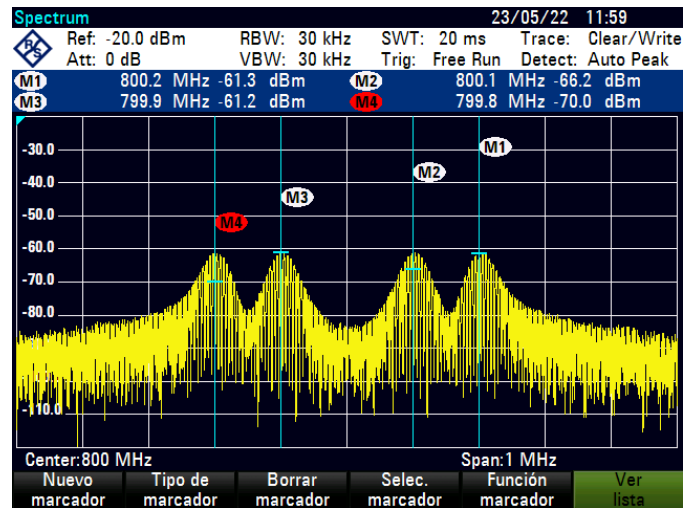 Spectrum 23/05/22 11:59
R&S Ref: -20.0 dBm RBW: 30 kHz SWT: 20 ms Trace: Clear/Write
Att: 0 dB VBW: 30 kHz Trig: Free Run Detect: Auto Peak
M1 800.2 MHz -61.3 dBm M2 800.1 MHz -66.2 dBm
M3 799.9 MHz -61.2 dBm M4 799.8 MHz -70.0 dBm
M1
-30.0
M2
-40.0
M3
-50.0
M4
-60.0
-70.0
-80.0
-110.0
Center:800 MHz Span:1 MHz
Nuevo marcador
Tipo de marcador
Borrar marcador
Selec. marcador
Función marcador
Ver lista